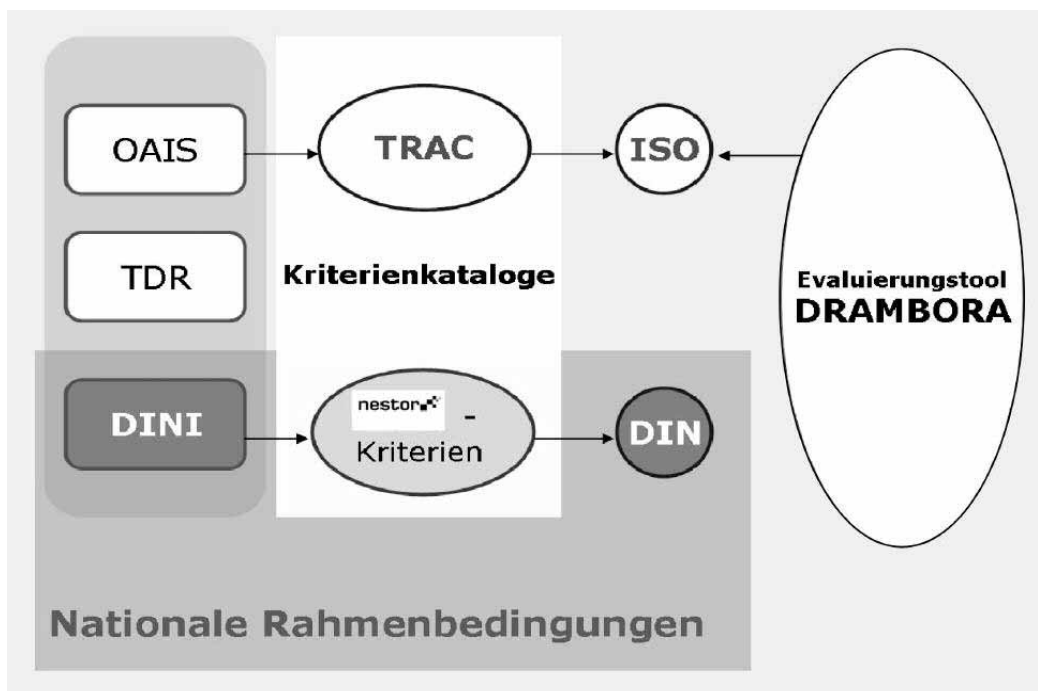 OAIS
TRAC
ISO
TDR
Kriterienkataloge
Evaluierungstool
DRAMBORA
DINI
nestor -
Kriterien
DIN
Nationale Rahmenbedingungen